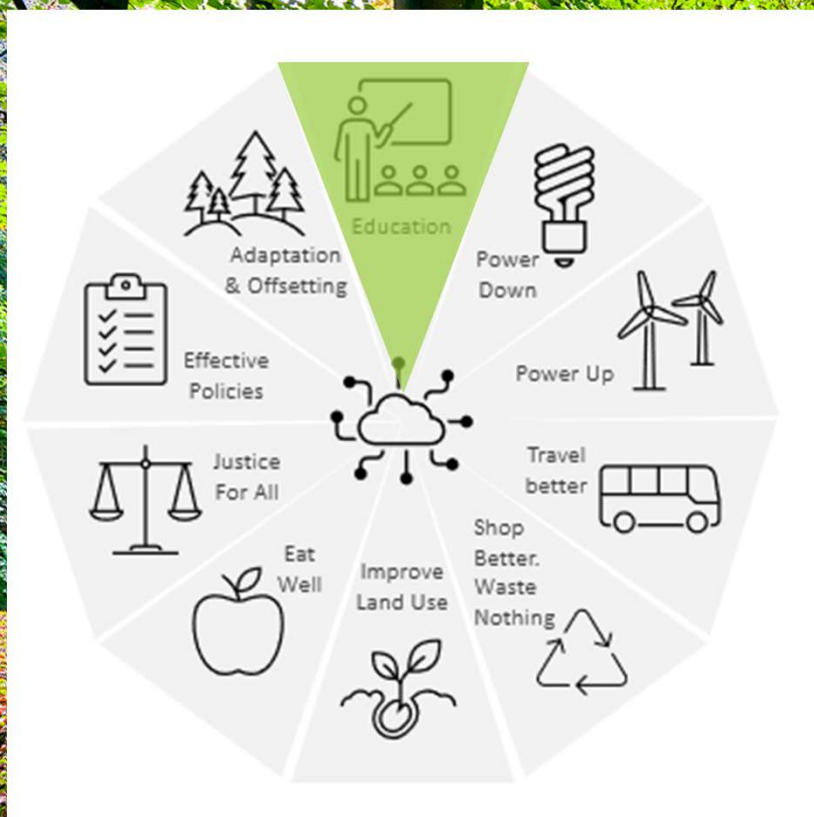 Education
Power
Down
Power Up
Travel
better
Shop
Better.
Waste
Nothing
Improve
Land Use
Eat
Well
Justice
For All
Effective
Policies
Adaptation
& Offsetting